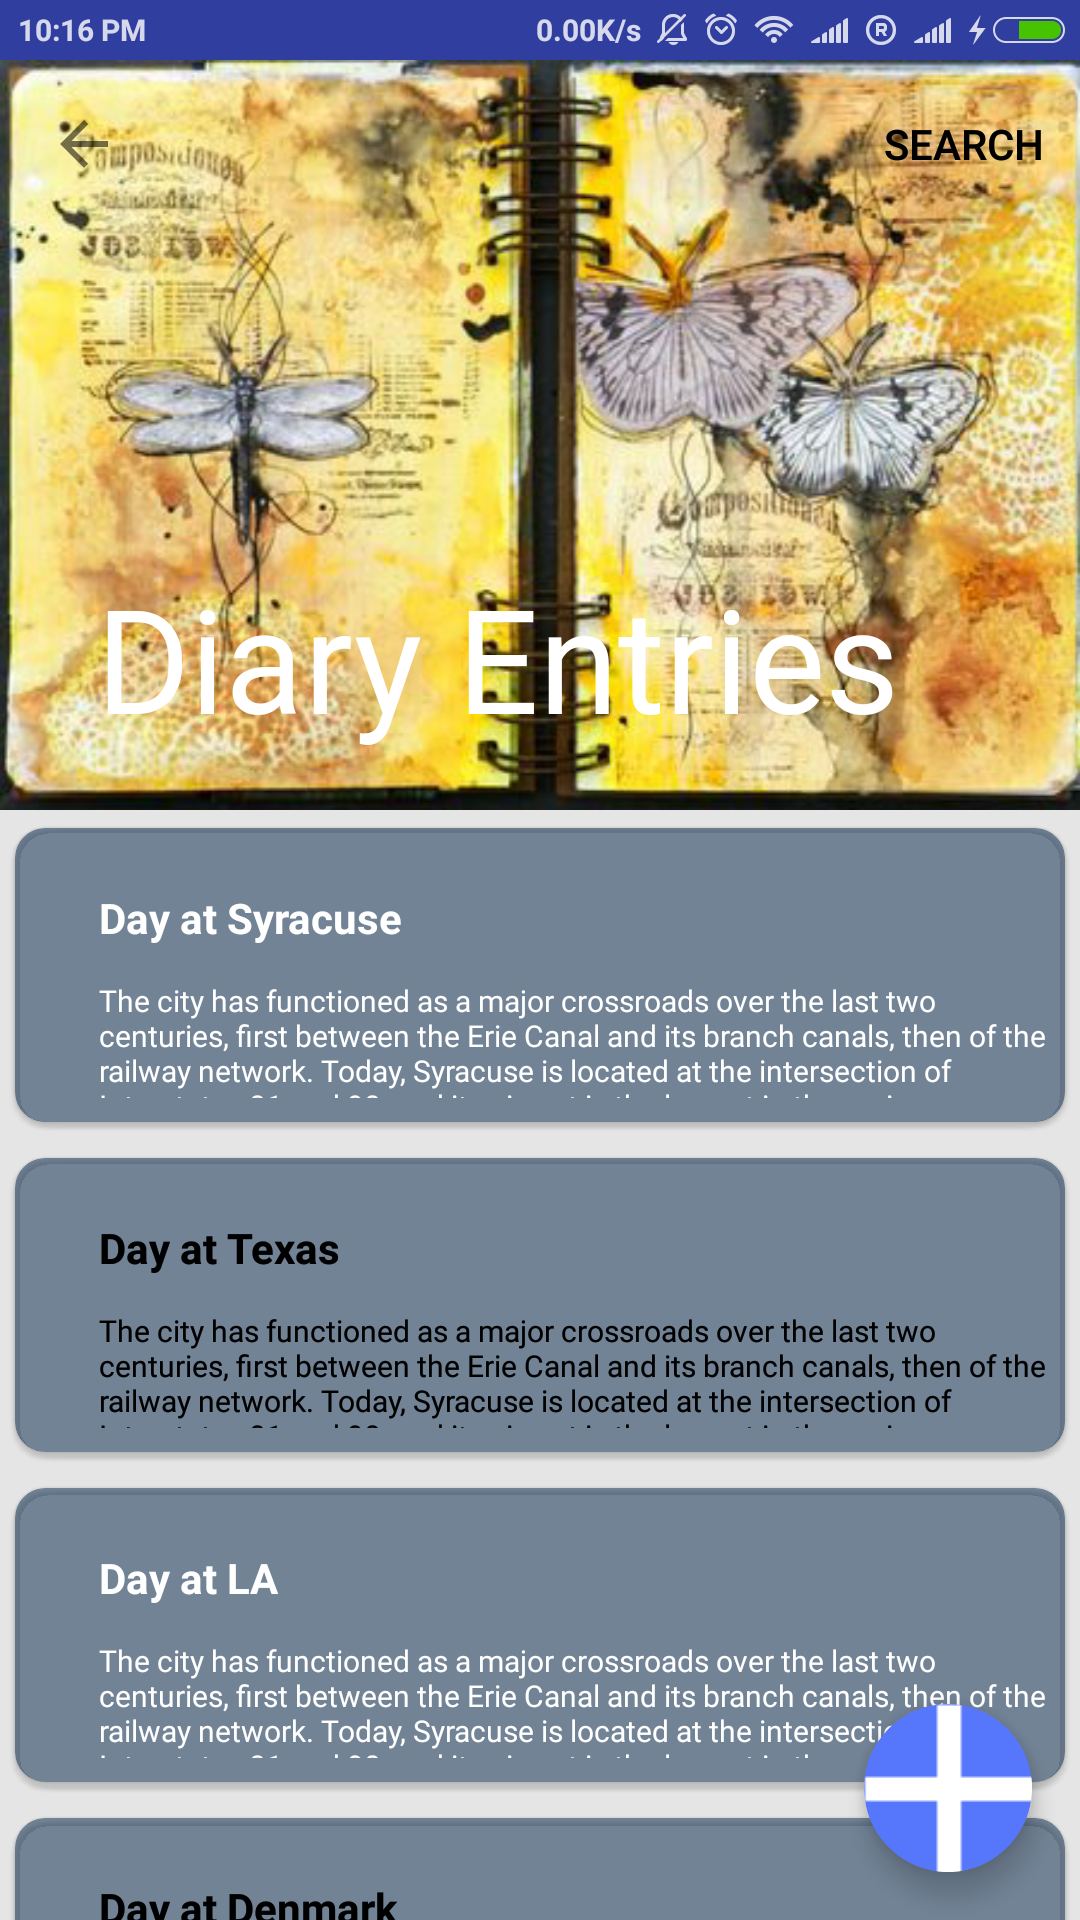 10:16 PM 0.00K/s R
SEARCH
Compositionen
JOS LOW.
Compositionen
JOS LOW.
Diary Entries
Day at Syracuse
The city has functioned as a major crossroads over the last two
centuries, first between the Erie Canal and its branch canals, then of the
railway network. Today, Syracuse is located at the intersection of
Day at Texas
The city has functioned as a major crossroads over the last two
centuries, first between the Erie Canal and its branch canals, then of the
railway network. Today, Syracuse is located at the intersection of
Day at LA
The city has functioned as a major crossroads over the last two
centuries, first between the Erie Canal and its branch canals, then of the
railway network. Today, Syracuse is located at the
Day at Denmark